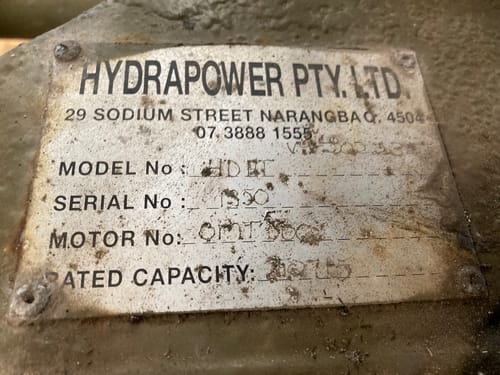 HYDRAPOWER PTY. LTD.
29 SODIUM STREET NARANGBA Q. 4504
07 3888 1555
MODEL No :
SERIAL No : 1350
MOTOR No:
RATED CAPACITY: